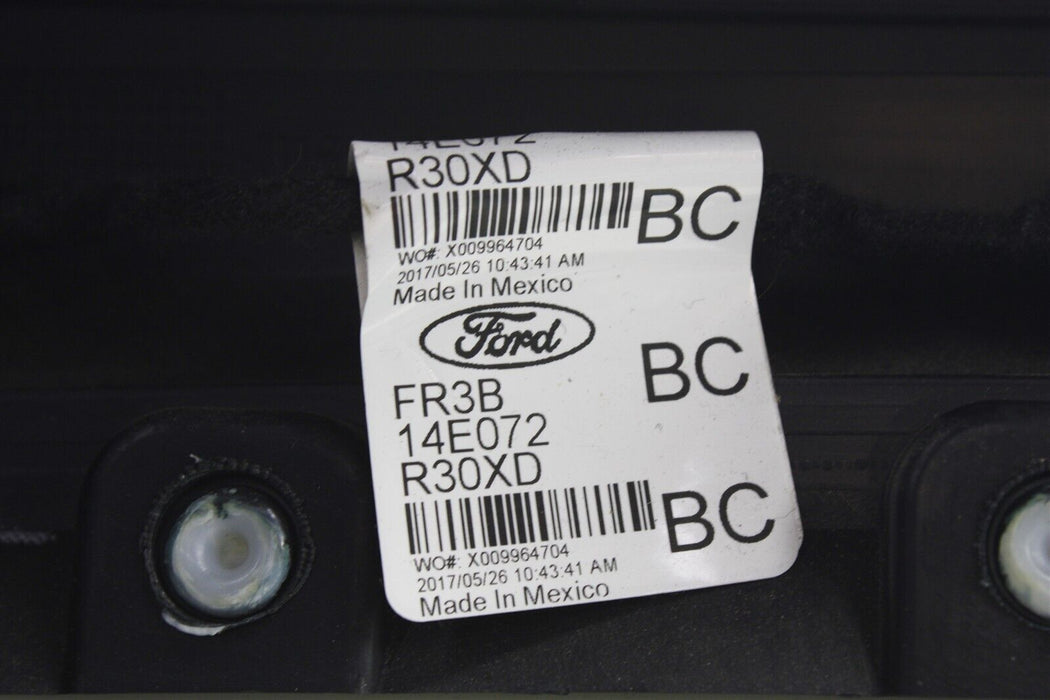 14E072
R30XD
BC
WO#: X009964704
2017/05/26 10:43:41 AM
Made In Mexico
Ford
BC
FR3B
14E072
R30XD
BC
WO#: X009964704
2017/05/26 10:43:41 AM
Made In Mexico